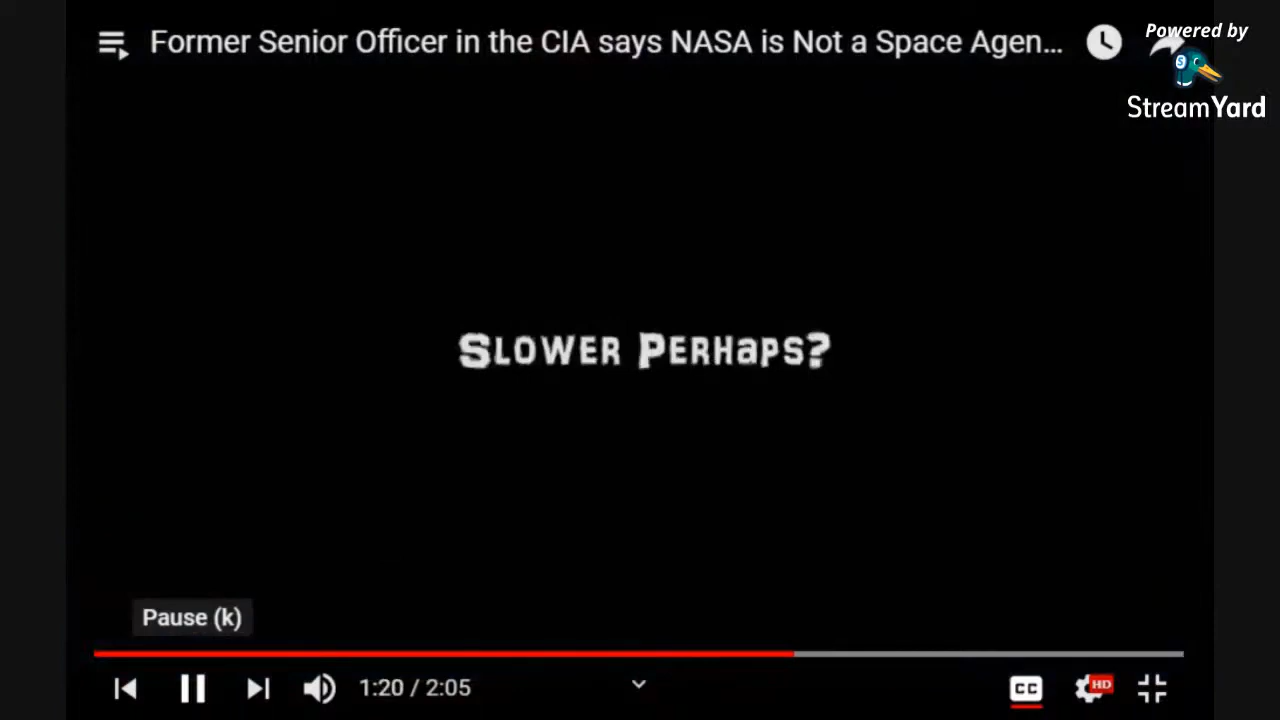 Former Senior Officer in the CIA says NASA is Not a Space Agen...
Powered by
S
StreamYard
SLOWER PERHaPS?
Pause (k)
1:20 / 2:05
CC
HD